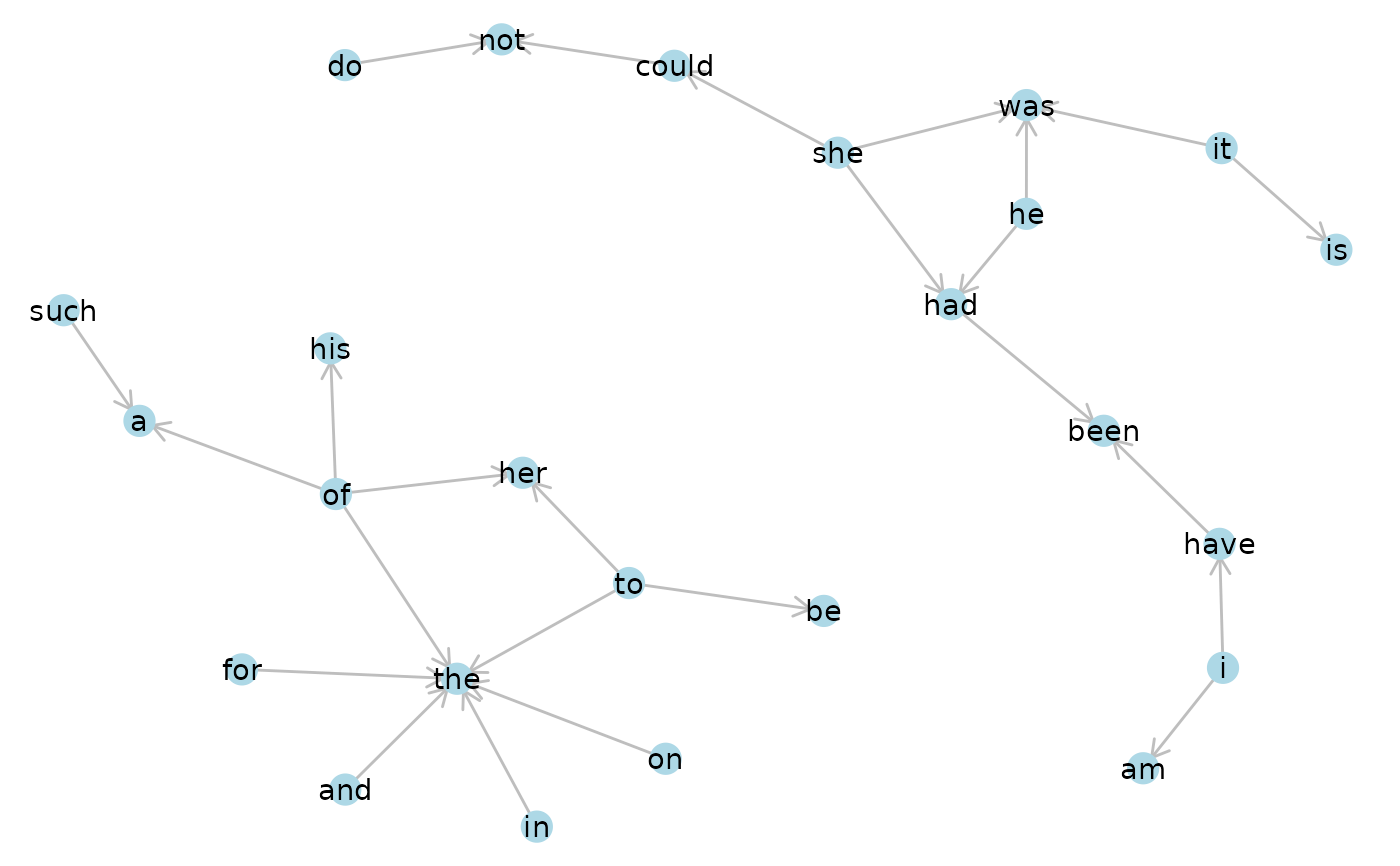 not
do
could
was
it
she
he
is
had
such
his
a
been
her
of
have
to
be
for
the
i
on
am
and
in